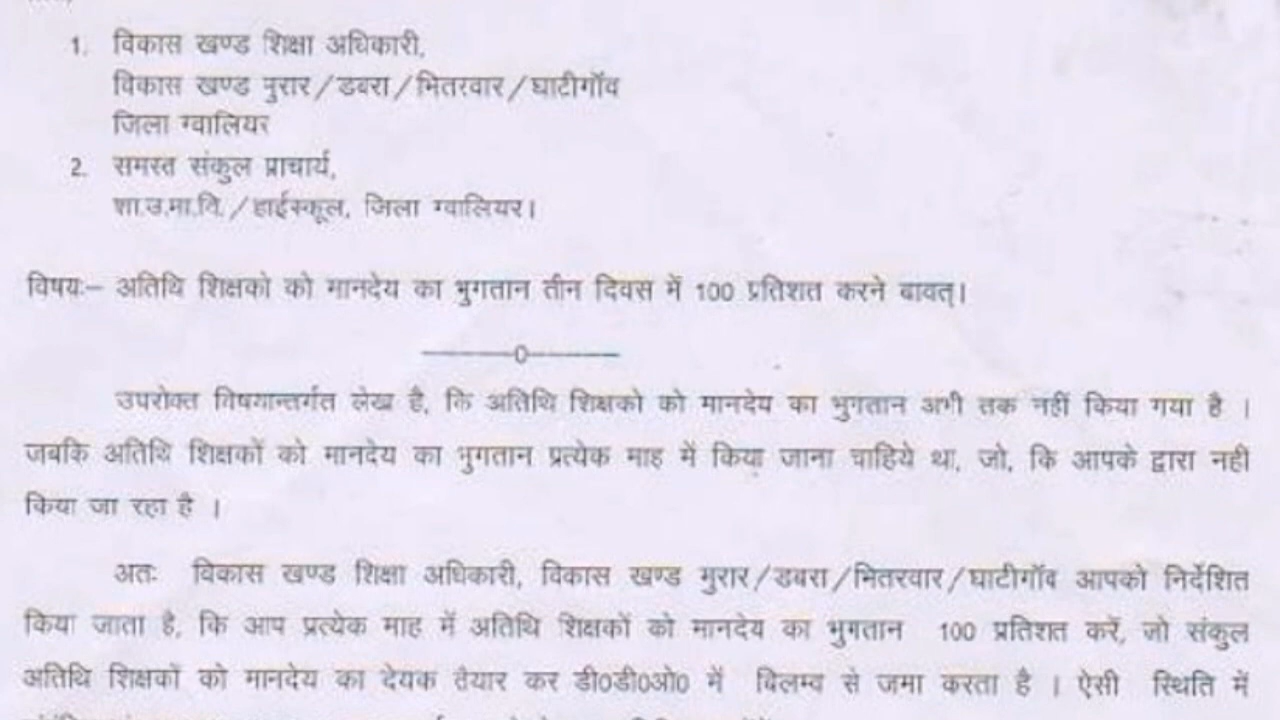 1. विकास खण्ड शिक्षा अधिकारी,
विकास खण्ड मुरार/डबरा/भितरवार/घाटीगॉव
जिला ग्वालियर
2. समस्त संकुल प्राचार्य,
शा.उ.मा.वि./हाईस्कूल, जिला ग्वालियर।
विषयः– अतिथि शिक्षको को मानदेय का भुगतान तीन दिवस में 100 प्रतिशत करने बावत्।
0
उपरोक्त विषयान्तर्गत लेख है, कि अतिथि शिक्षको को मानदेय का भुगतान अभी तक नहीं किया गया है ।
जबकि अतिथि शिक्षकों को मानदेय का भुगतान प्रत्येक माह में किया जाना चाहिये था, जो, कि आपके द्वारा नही
किया जा रहा है ।
अतः विकास खण्ड शिक्षा अधिकारी, विकास खण्ड मुरार/डबरा/भितरवार/घाटीगॉव आपको निर्देशित
किया जाता है, कि आप प्रत्येक माह में अतिथि शिक्षकों को मानदेय का भुगतान 100 प्रतिशत करें, जो संकुल
अतिथि शिक्षकों को मानदेय का देयक तैयार कर डी0डी0ओ0 में विलम्व से जमा करता है । ऐसी स्थिति में